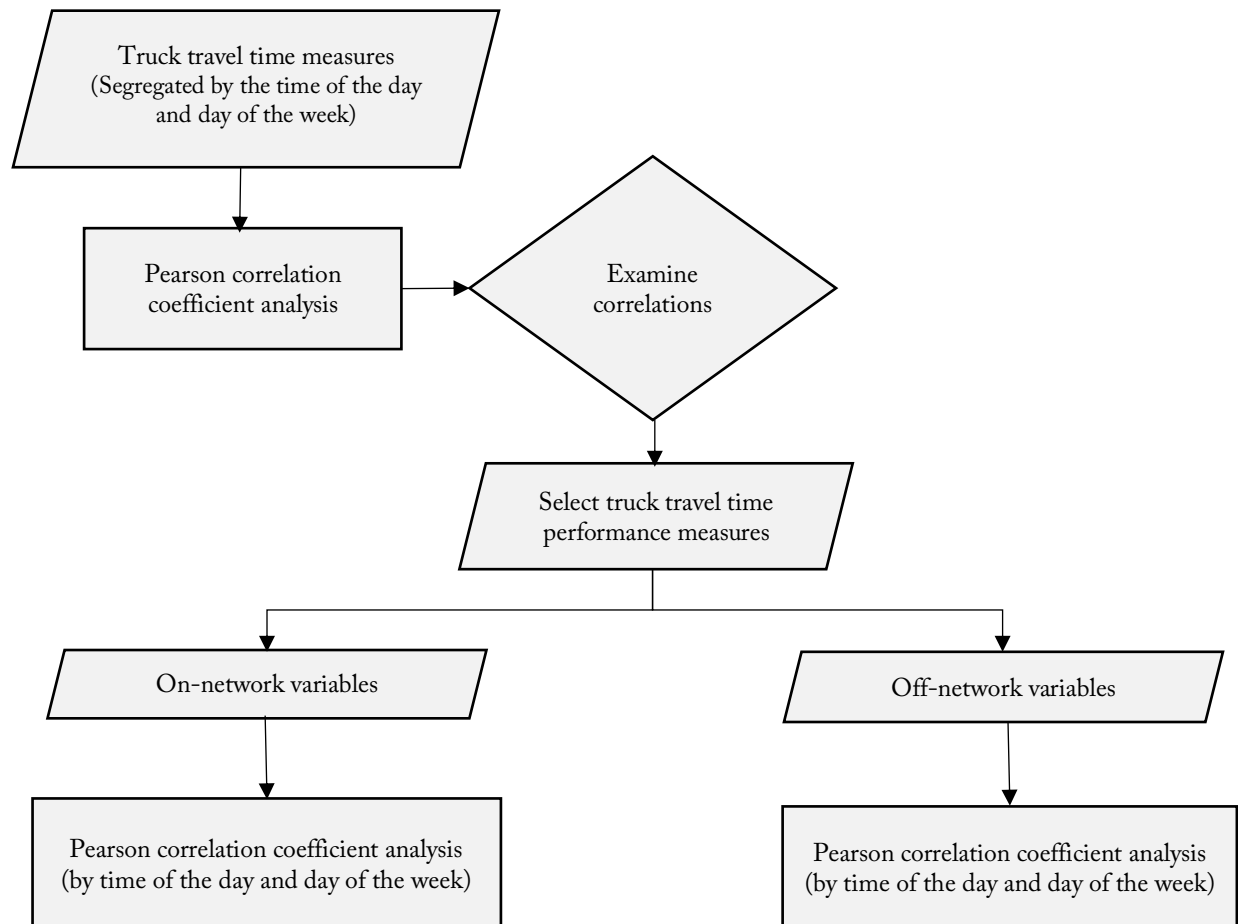 Truck travel time measures
(Segregated by the time of the day
and day of the week)
Pearson correlation
coefficient analysis
Examine
correlations
Select truck travel time
performance measures
On-network variables
Off-network variables
Pearson correlation coefficient analysis
(by time of the day and day of the week)
Pearson correlation coefficient analysis
(by time of the day and day of the week)